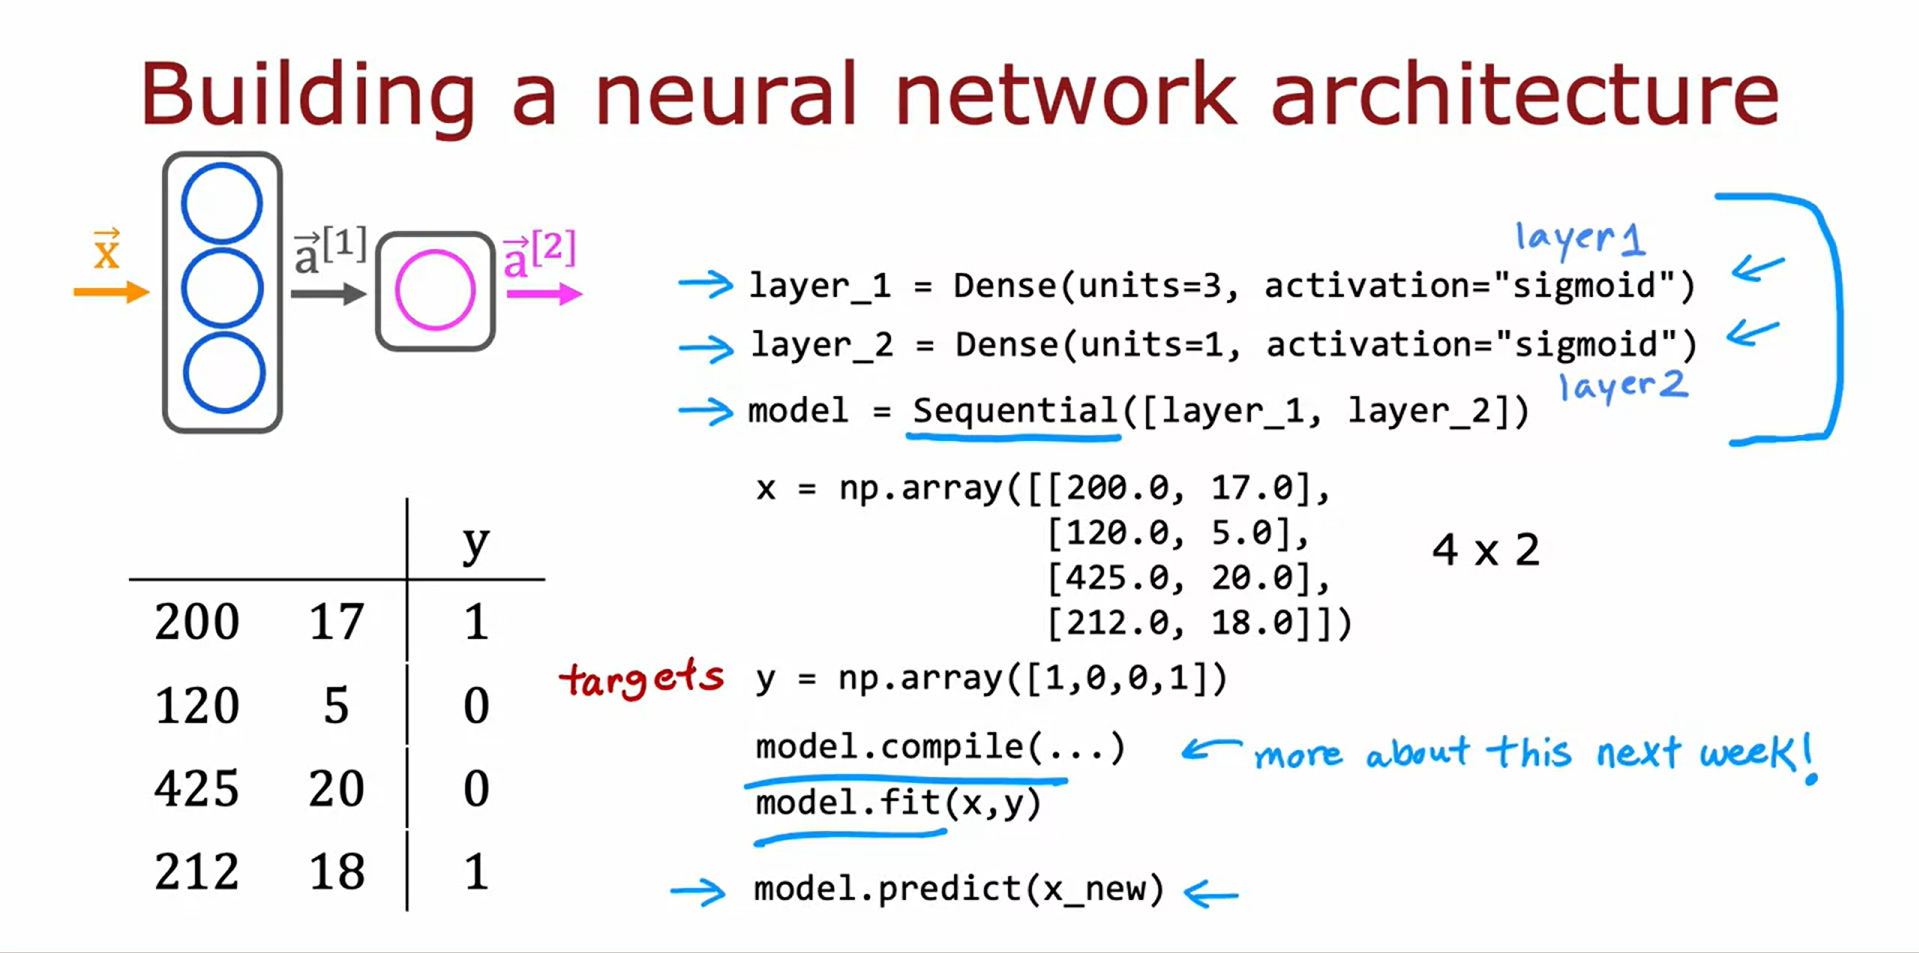 Building a neural network architecture
x⃗
a⃗[1]
a⃗[2]
layer1
layer_1 = Dense(units=3, activation="sigmoid")
layer_2 = Dense(units=1, activation="sigmoid")
layer2
model = Sequential([layer_1, layer_2])
y
200 17 1
120 5 0
425 20 0
212 18 1
x = np.array([[200.0, 17.0],
[120.0, 5.0],
[425.0, 20.0],
[212.0, 18.0]])
4 x 2
targets y = np.array([1,0,0,1])
model.compile(...) more about this next week!
model.fit(x,y)
model.predict(x_new)